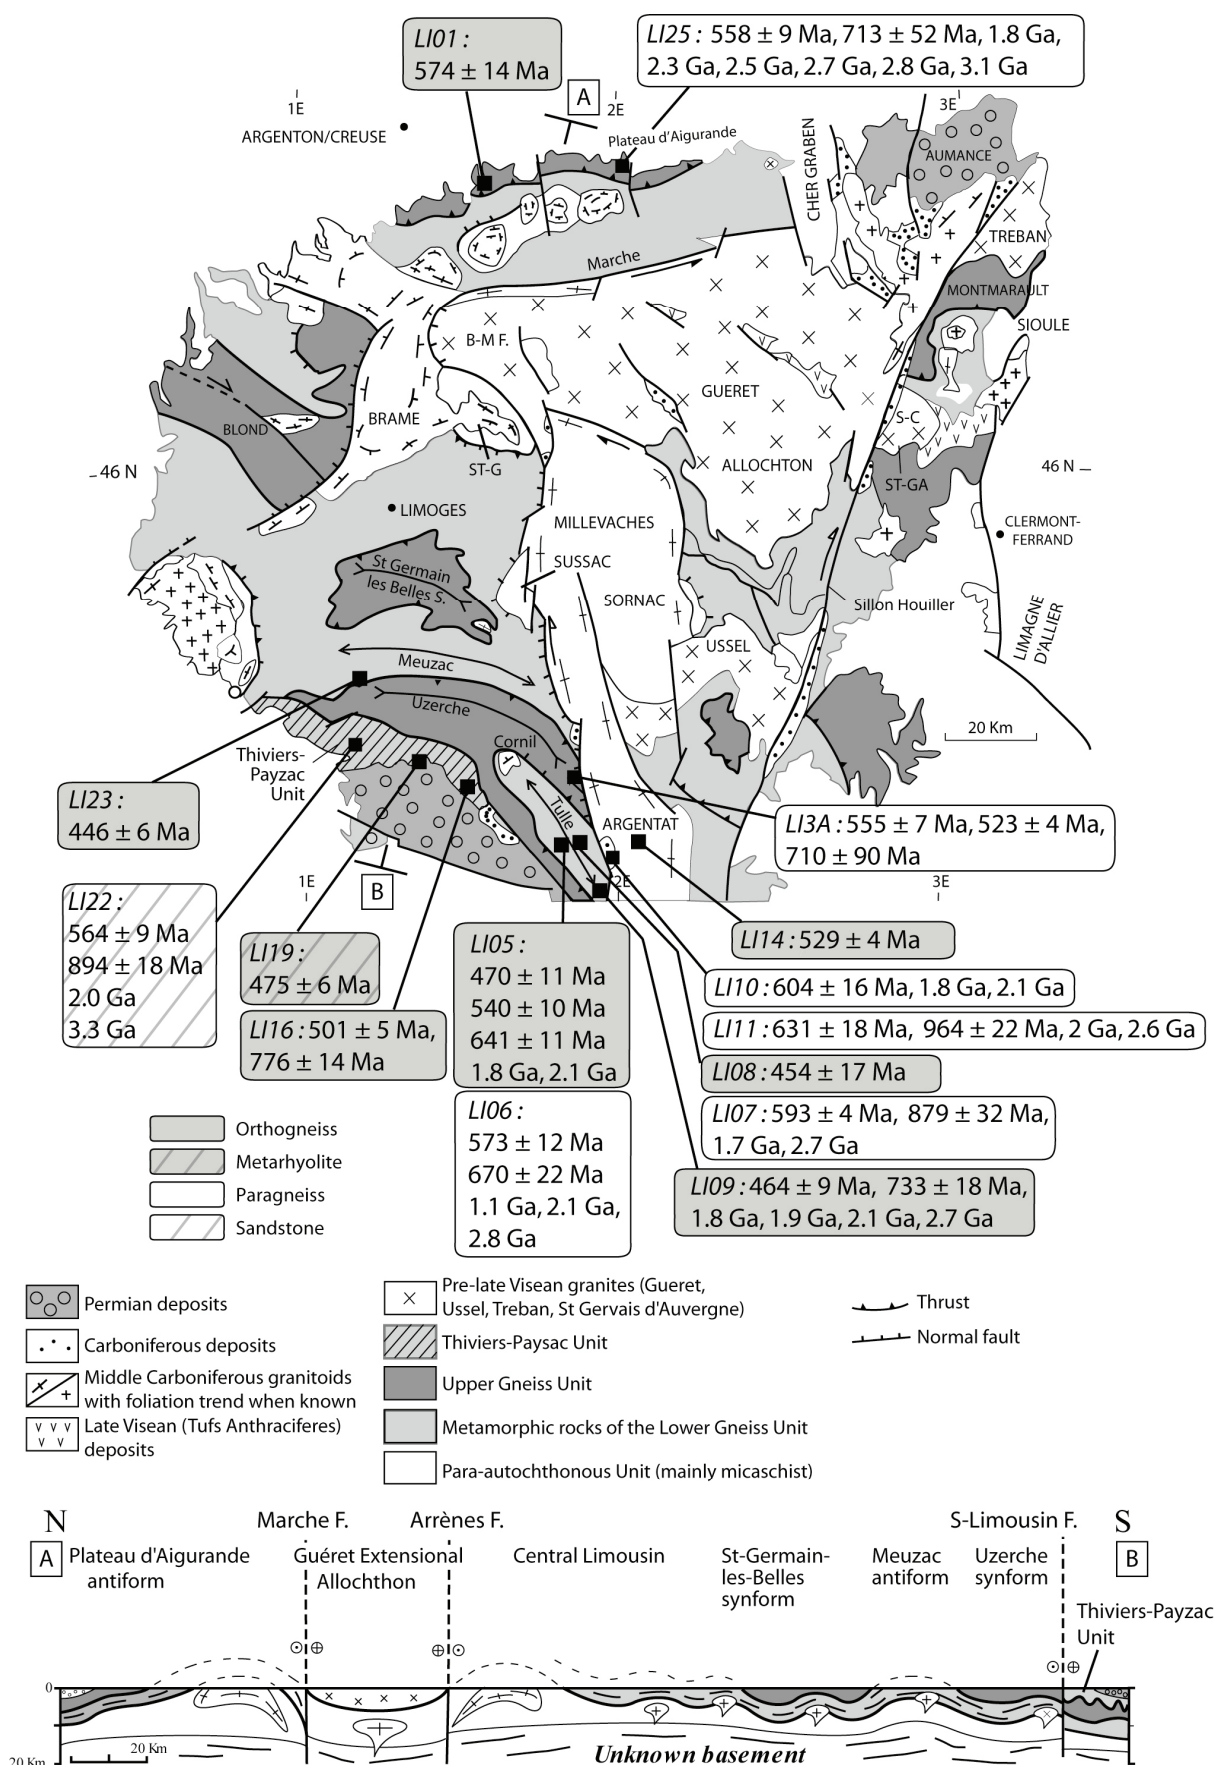 LI01 :
574 ± 14 Ma
LI25 : 558 ± 9 Ma, 713 ± 52 Ma, 1.8 Ga,
2.3 Ga, 2.5 Ga, 2.7 Ga, 2.8 Ga, 3.1 Ga
1E
A
2E
3E
ARGENTON/CREUSE
Plateau d'Aigurande
CHER GRABEN
AUMANCE
TREBAN
Marche
MONTMARAULT
SIOULE
B-M F.
GUERET
BLOND
BRAME
S-C
ST-G
ALLOCHTON
46 N
46 N
ST-GA
LIMOGES
MILLEVACHES
CLERMONT-
FERRAND
St Germain
les Belles S.
SUSSAC
SORNAC
Sillon Houiller
LIMAGNE
D'ALLIER
USSEL
Meuzac
Uzerche
20 Km
Cornil
Thiviers-
Payzac
Unit
Tulle
ARGENTAT
LI23 :
446 ± 6 Ma
LI3A : 555 ± 7 Ma, 523 ± 4 Ma,
710 ± 90 Ma
1E
B
2E
3E
LI22 :
564 ± 9 Ma
894 ± 18 Ma
2.0 Ga
3.3 Ga
LI19 :
475 ± 6 Ma
LI16 : 501 ± 5 Ma,
776 ± 14 Ma
LI05 :
470 ± 11 Ma
540 ± 10 Ma
641 ± 11 Ma
1.8 Ga, 2.1 Ga
LI06 :
573 ± 12 Ma
670 ± 22 Ma
1.1 Ga, 2.1 Ga,
2.8 Ga
LI14 : 529 ± 4 Ma
LI10 : 604 ± 16 Ma, 1.8 Ga, 2.1 Ga
LI11 : 631 ± 18 Ma, 964 ± 22 Ma, 2 Ga, 2.6 Ga
LI08 : 454 ± 17 Ma
LI07 : 593 ± 4 Ma, 879 ± 32 Ma,
1.7 Ga, 2.7 Ga
LI09 : 464 ± 9 Ma, 733 ± 18 Ma,
1.8 Ga, 1.9 Ga, 2.1 Ga, 2.7 Ga
Orthogneiss
Metarhyolite
Paragneiss
Sandstone
Permian deposits
Carboniferous deposits
Middle Carboniferous granitoids
with foliation trend when known
Late Visean (Tufs Anthraciferes)
deposits
Pre-late Visean granites (Gueret,
Ussel, Treban, St Gervais d'Auvergne)
Thiviers-Paysac Unit
Upper Gneiss Unit
Metamorphic rocks of the Lower Gneiss Unit
Para-autochthonous Unit (mainly micaschist)
Thrust
Normal fault
N
Marche F.
Arrènes F.
S-Limousin F.
S
A
Plateau d'Aigurande
antiform
Guéret Extensional
Allochthon
Central Limousin
St-Germain-
les-Belles
synform
Meuzac
antiform
Uzerche
synform
B
Thiviers-Payzac
Unit
0
20 Km
20 Km
Unknown basement